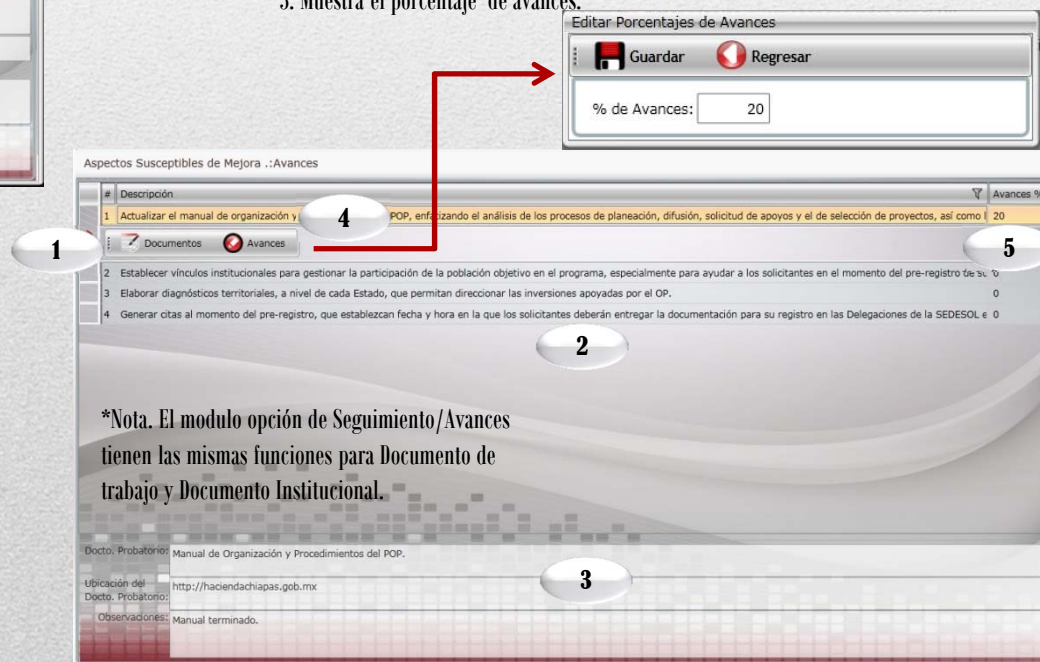 5. Muestra el porcentaje de avances.
Editar Porcentajes de Avances
Guardar Regresar
% de Avances: 20
Aspectos Susceptibles de Mejora .:Avances
# Descripción Avances %
1 Actualizar el manual de organización y POP, enfatizando el análisis de los procesos de planeación, difusión, solicitud de apoyos y el de selección de proyectos, así como 20
4
1
Documentos Avances
5
2 Establecer vínculos institucionales para gestionar la participación de la población objetivo en el programa, especialmente para ayudar a los solicitantes en el momento del pre-registro de su 0
3 Elaborar diagnósticos territoriales, a nivel de cada Estado, que permitan direccionar las inversiones apoyadas por el OP. 0
4 Generar citas al momento del pre-registro, que establezcan fecha y hora en la que los solicitantes deberán entregar la documentación para su registro en las Delegaciones de la SEDESOL e 0
2
*Nota. El modulo opción de Seguimiento/Avances
tienen las mismas funciones para Documento de
trabajo y Documento Institucional.
Docto. Probatorio: Manual de Organización y Procedimientos del POP.
3
Ubicación del
Docto. Probatorio: http://haciendachiapas.gob.mx
Observaciones: Manual terminado.